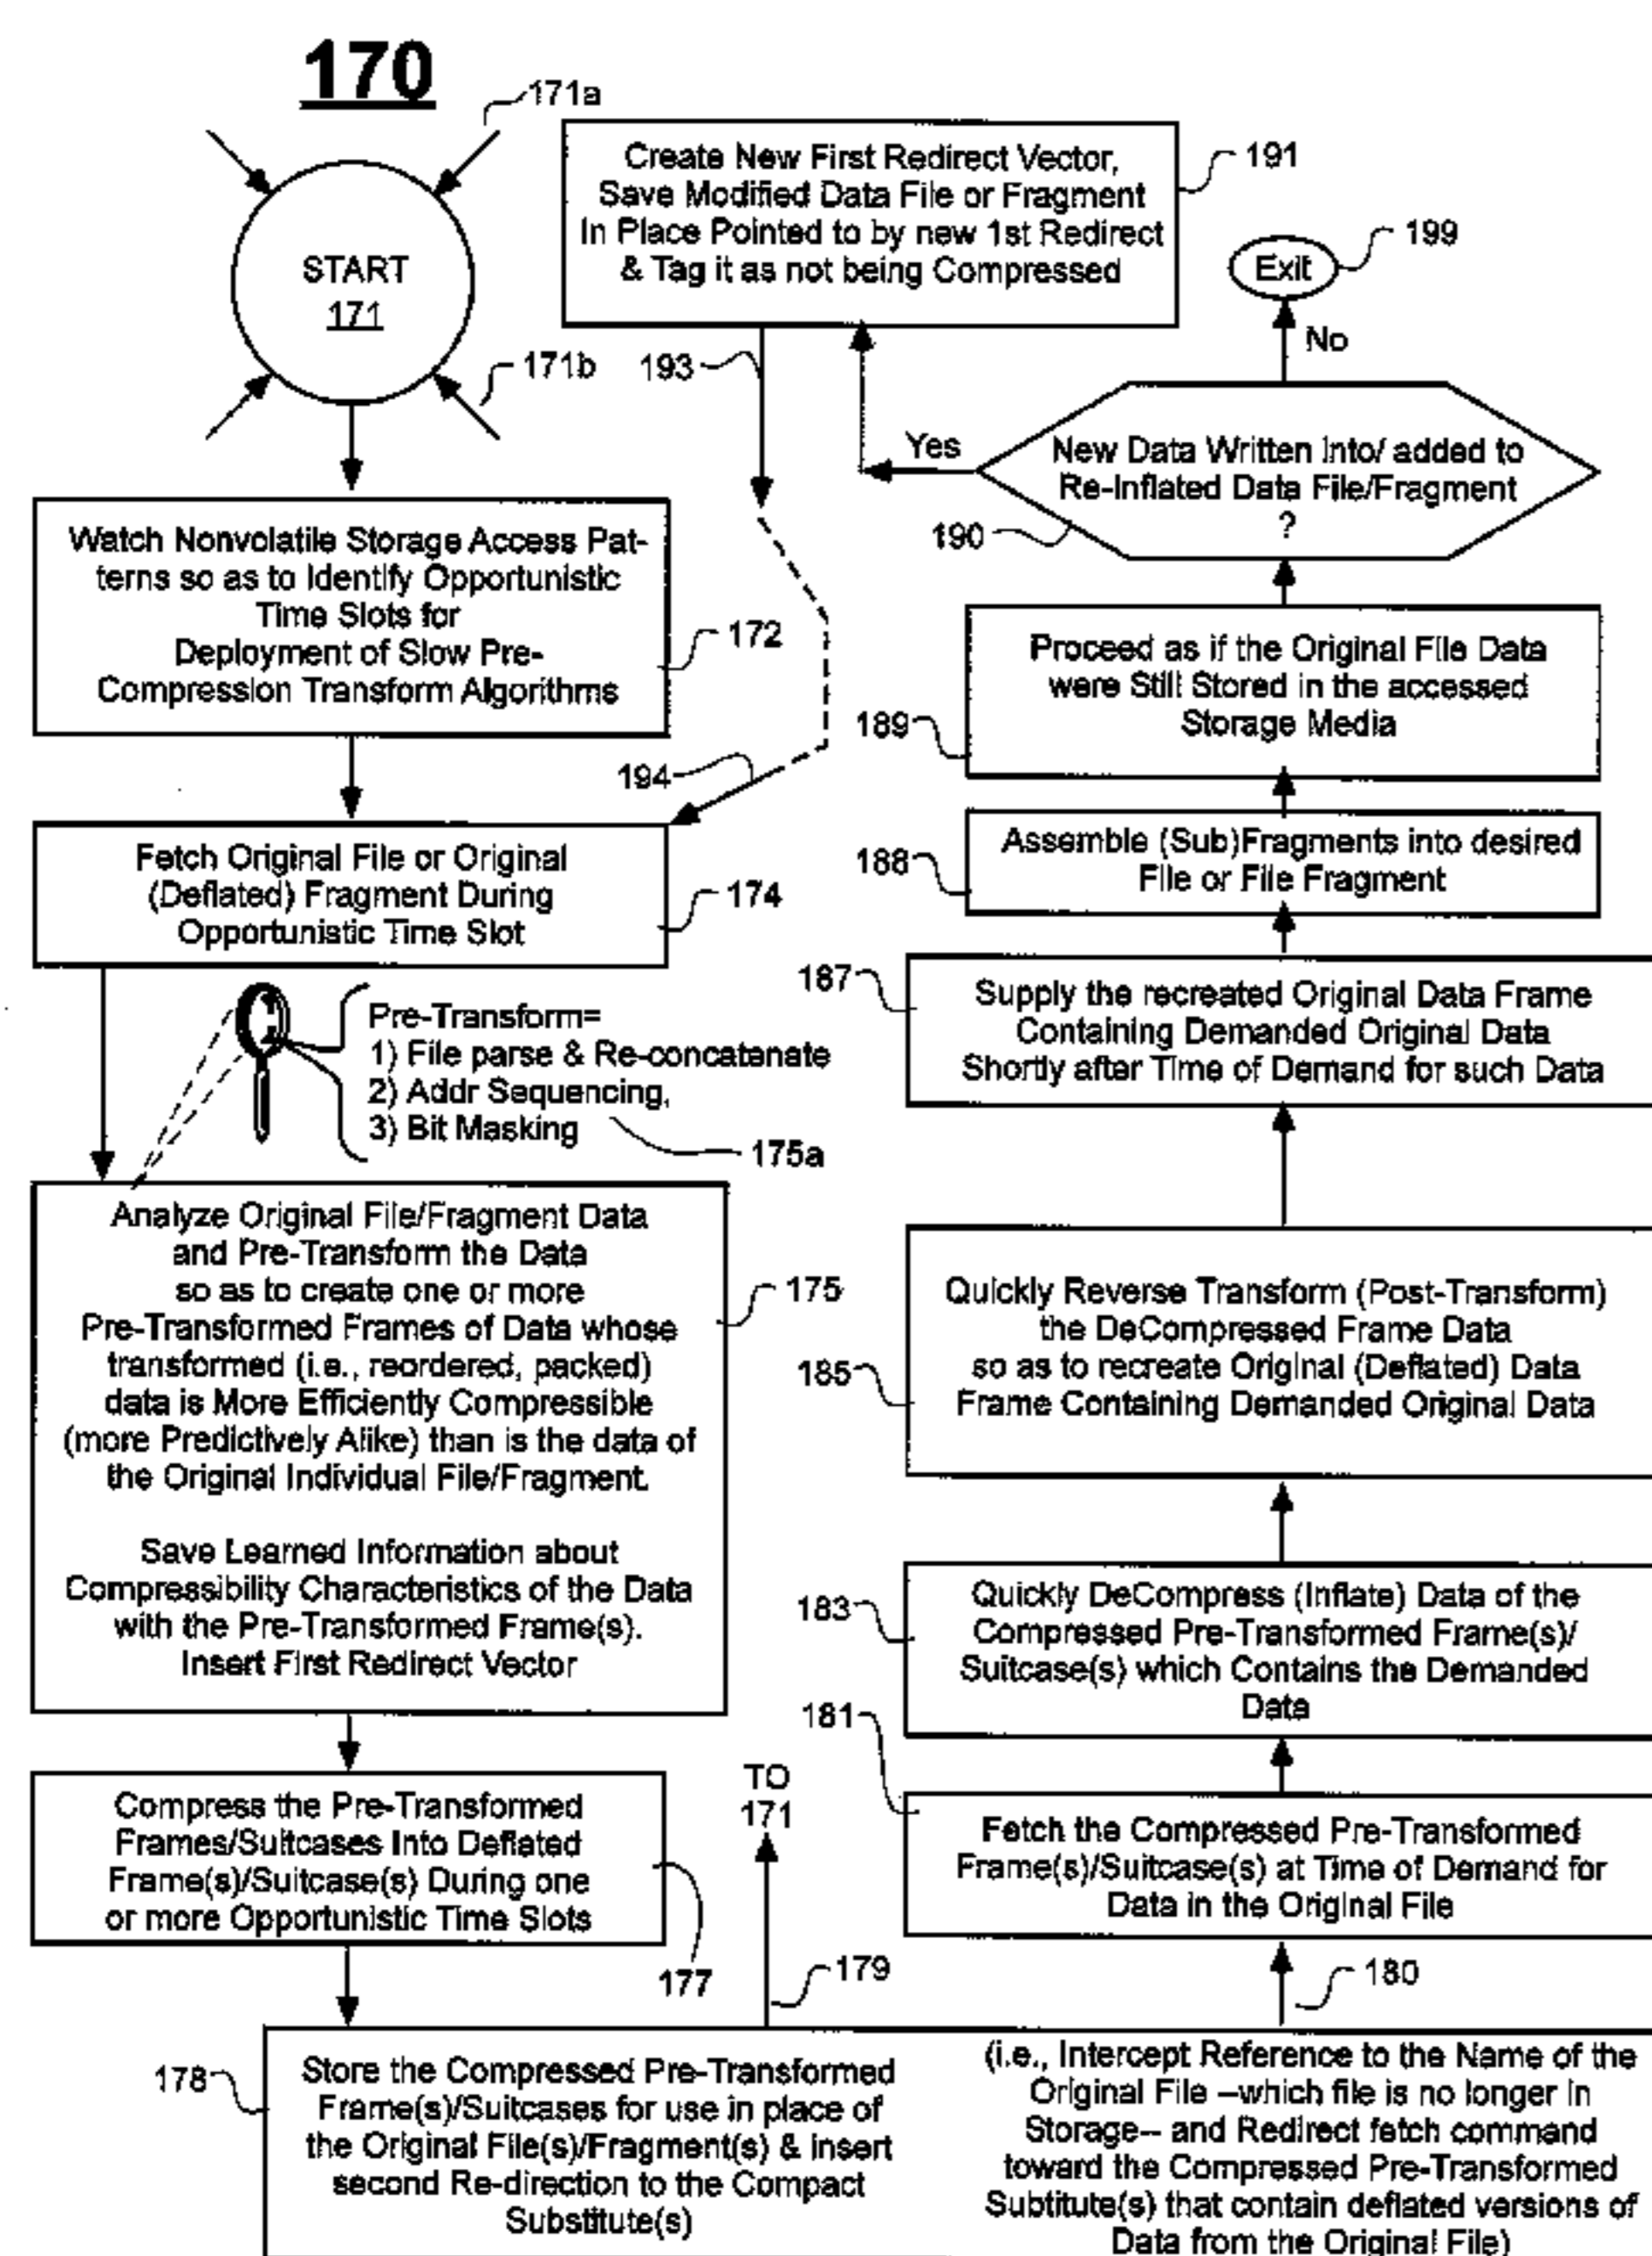 170
171a
START
171
171b
Watch Nonvolatile Storage Access Pat-
terns so as to Identify Opportunistic
Time Slots for
Deployment of Slow Pre-
Compression Transform Algorithms
172
Fetch Original File or Original
(Deflated) Fragment During
Opportunistic Time Slot
174
Pre-Transform=
1) File parse & Re-concatenate
2) Addr Sequencing,
3) Bit Masking
175a
Analyze Original File/Fragment Data
and Pre-Transform the Data
so as to create one or more
Pre-Transformed Frames of Data whose
transformed (i.e., reordered, packed)
data is More Efficiently Compressible
(more Predictively Alike) than is the data of
the Original Individual File/Fragment.
Save Learned Information about
Compressibility Characteristics of the Data
with the Pre-Transformed Frame(s).
Insert First Redirect Vector
175
Compress the Pre-Transformed
Frames/Suitcases Into Deflated
Frame(s)/Suitcase(s) During one
or more Opportunistic Time Slots
177
178
Store the Compressed Pre-Transformed
Frame(s)/Suitcases for use in place of
the Original File(s)/Fragment(s) & insert
second Re-direction to the Compact
Substitute(s)
TO
171
179
(i.e., Intercept Reference to the Name of the
Original File --which file is no longer in
Storage-- and Redirect fetch command
toward the Compressed Pre-Transformed
Subtitute(s) that contain deflated versions of
Data from the Original File)
180
181
Fetch the Compressed Pre-Transformed
Frame(s)/Suitcase(s) at Time of Demand for
Data in the Original File
183
Quickly DeCompress (Inflate) Data of the
Compressed Pre-Transformed Frame(s)/
Suitcase(s) which Contains the Demanded
Data
185
Quickly Reverse Transform (Post-Transform)
the DeCompressed Frame Data
so as to recreate Original (Deflated) Data
Frame Containing Demanded Original Data
187
Supply the recreated Original Data Frame
Containing Demanded Original Data
Shortly after Time of Demand for such Data
188
Assemble (Sub)Fragments into desired
File or File Fragment
189
Proceed as if the Original File Data
were Still Stored in the accessed
Storage Media
190
New Data Written Into/ added to
Re-Inflated Data File/Fragment
?
No
Exit
199
Yes
Create New First Redirect Vector,
Save Modified Data File or Fragment
In Place Pointed to by new 1st Redirect
& Tag it as not being Compressed
191
193
194